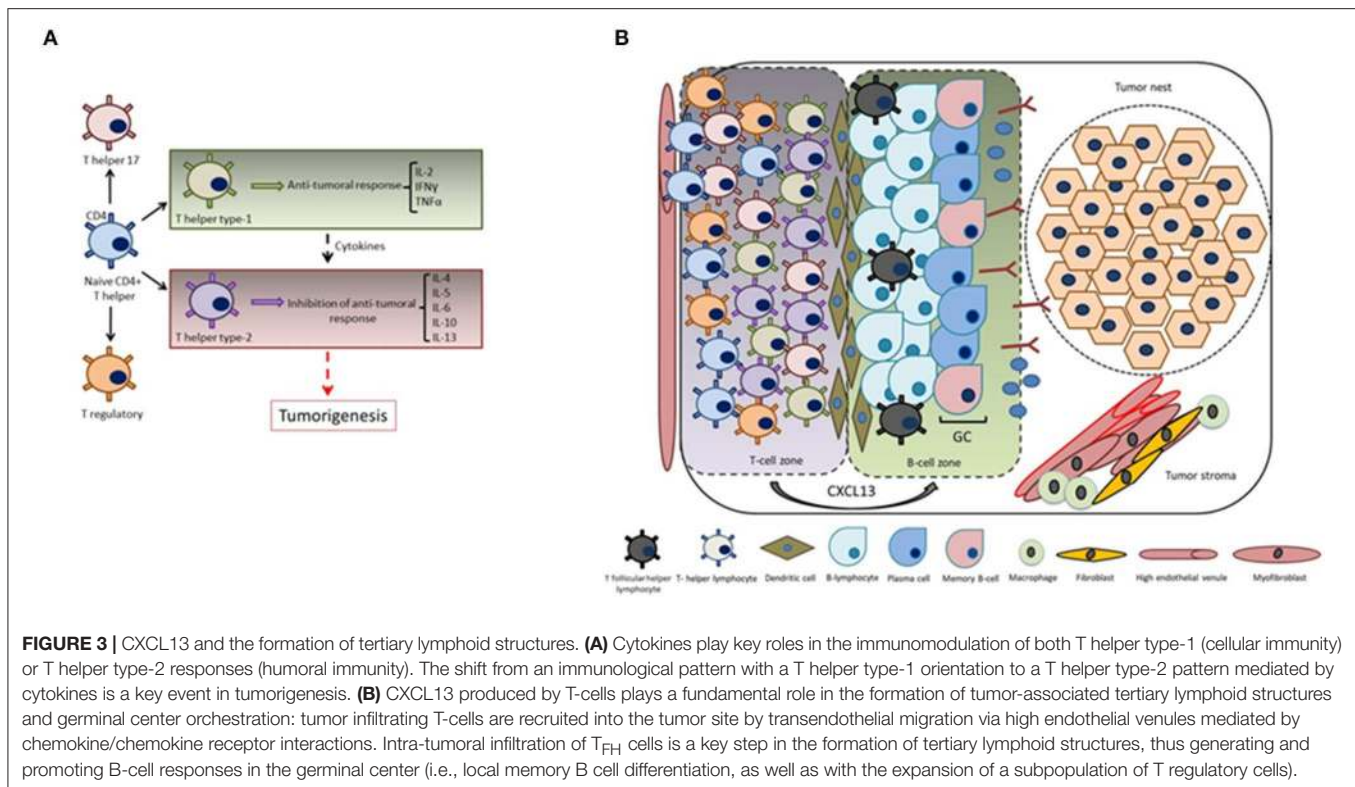 A
T helper 17
CD4
Naive CD4+
T helper
T regulatory
T helper type-1
Anti-tumoral response
IL-2
IFNγ
TNFα
Cytokines
T helper type-2
Inhibition of anti-tumoral
response
IL-4
IL-5
IL-6
IL-10
IL-13
Tumorigenesis
B
Tumor nest
GC
T-cell zone
B-cell zone
CXCL13
Tumor stroma
T follicular helper
lymphocyte
T- helper lymphocyte
Dendritic cell
B-lymphocyte
Plasma cell
Memory B-cell
Macrophage
Fibroblast
High endothelial venule
Myofibroblast
FIGURE 3 | CXCL13 and the formation of tertiary lymphoid structures. (A) Cytokines play key roles in the immunomodulation of both T helper type-1 (cellular immunity)
or T helper type-2 responses (humoral immunity). The shift from an immunological pattern with a T helper type-1 orientation to a T helper type-2 pattern mediated by
cytokines is a key event in tumorigenesis. (B) CXCL13 produced by T-cells plays a fundamental role in the formation of tumor-associated tertiary lymphoid structures
and germinal center orchestration: tumor infiltrating T-cells are recruited into the tumor site by transendothelial migration via high endothelial venules mediated by
chemokine/chemokine receptor interactions. Intra-tumoral infiltration of TFH cells is a key step in the formation of tertiary lymphoid structures, thus generating and
promoting B-cell responses in the germinal center (i.e., local memory B cell differentiation, as well as with the expansion of a subpopulation of T regulatory cells).